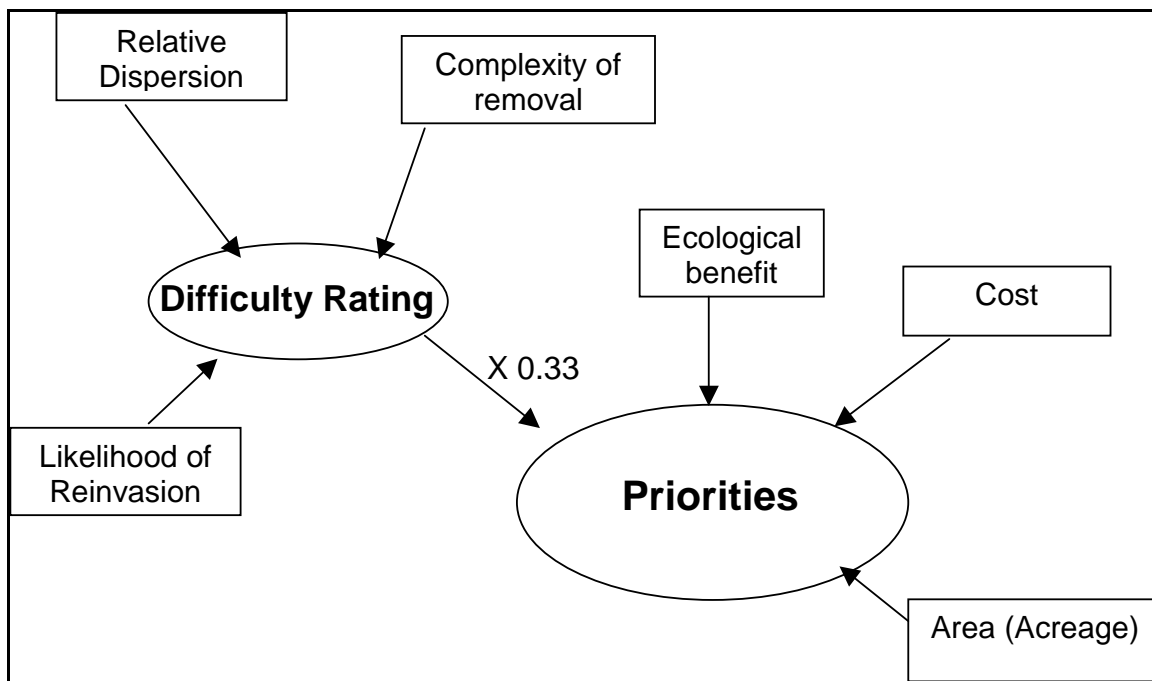 Relative
Dispersion
Complexity of
removal
Ecological
benefit
Cost
Difficulty Rating
X 0.33
Likelihood of
Reinvasion
Priorities
Area (Acreage)